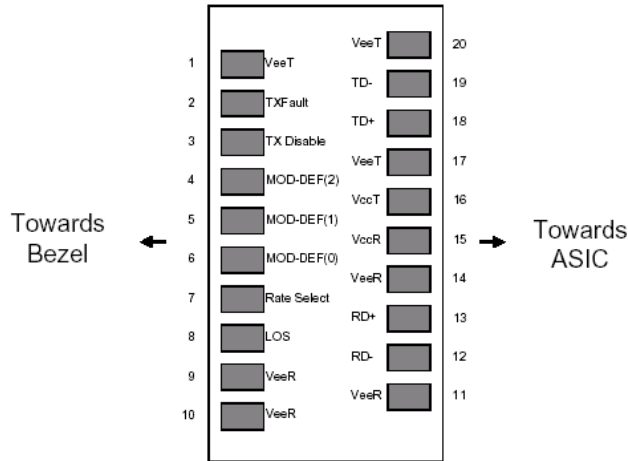 VeeT 20
1 VeeT
TD- 19
2 TXFault
TD+ 18
3 TX Disable
VeeT 17
4 MOD-DEF(2)
VccT 16
5 MOD-DEF(1)
Towards
Bezel
VccR 15
Towards
ASIC
6 MOD-DEF(0)
VeeR 14
7 Rate Select
RD+ 13
8 LOS
RD- 12
9 VeeR
VeeR 11
10 VeeR